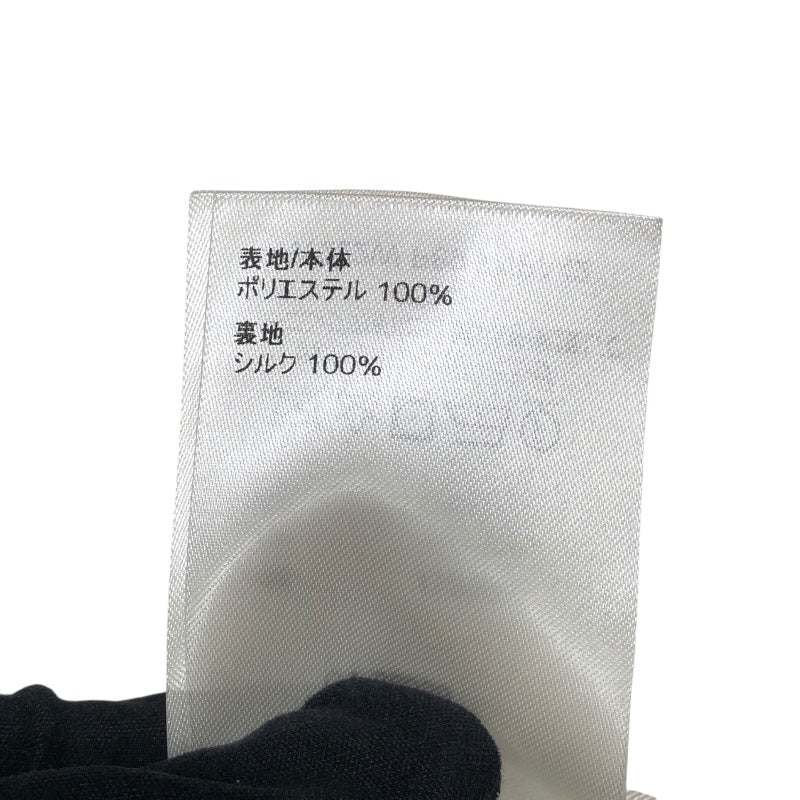 表地/本体
ポリエステル 100%
裏地
シルク 100%